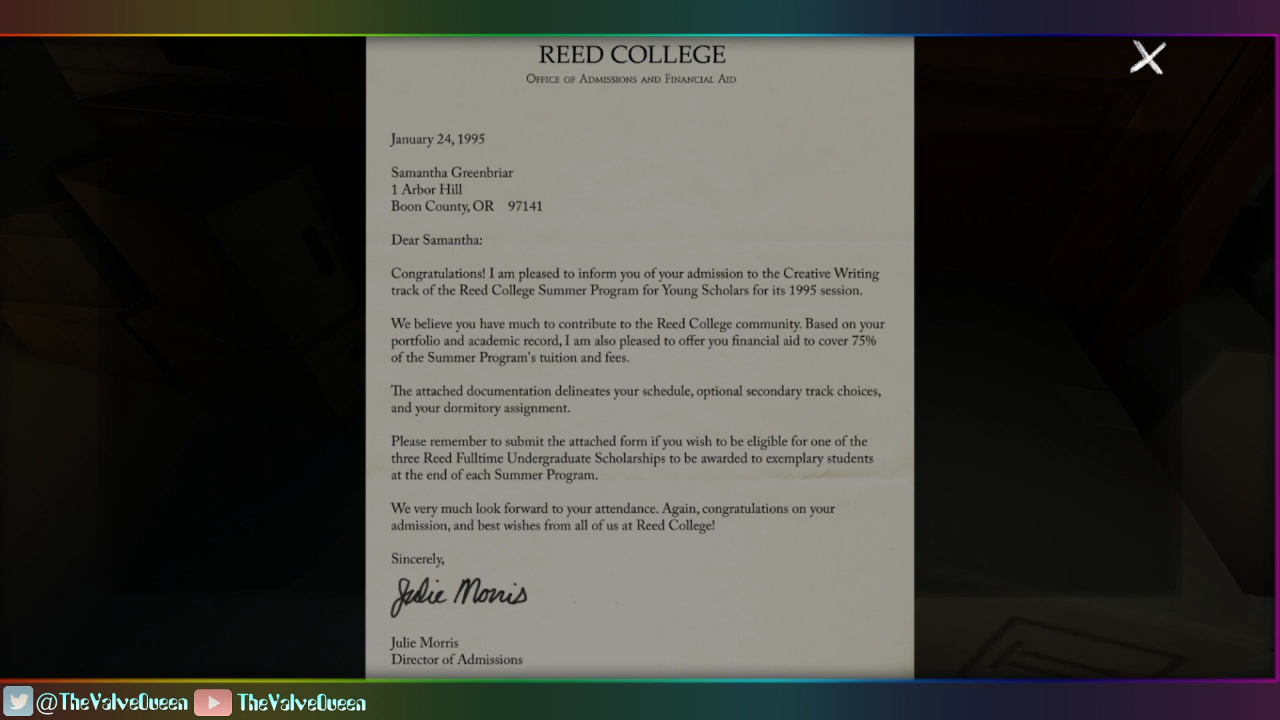 REED COLLEGE
OFFICE OF ADMISSIONS AND FINANCIAL AID
January 24, 1995
Samantha Greenbriar
1 Arbor Hill
Boon County, OR 97141
Dear Samantha:
Congratulations! I am pleased to inform you of your admission to the Creative Writing
track of the Reed College Summer Program for Young Scholars for its 1995 session.
We believe you have much to contribute to the Reed College community. Based on your
portfolio and academic record, I am also pleased to offer you financial aid to cover 75%
of the Summer Program's tuition and fees.
The attached documentation delineates your schedule, optional secondary track choices,
and your dormitory assignment.
Please remember to submit the attached form if you wish to be eligible for one of the
three Reed Fulltime Undergraduate Scholarships to be awarded to exemplary students
at the end of each Summer Program.
We very much look forward to your attendance. Again, congratulations on your
admission, and best wishes from all of us at Reed College!
Sincerely,
Julie Morris
Julie Morris
Director of Admissions
@TheValveQueen TheValveQueen